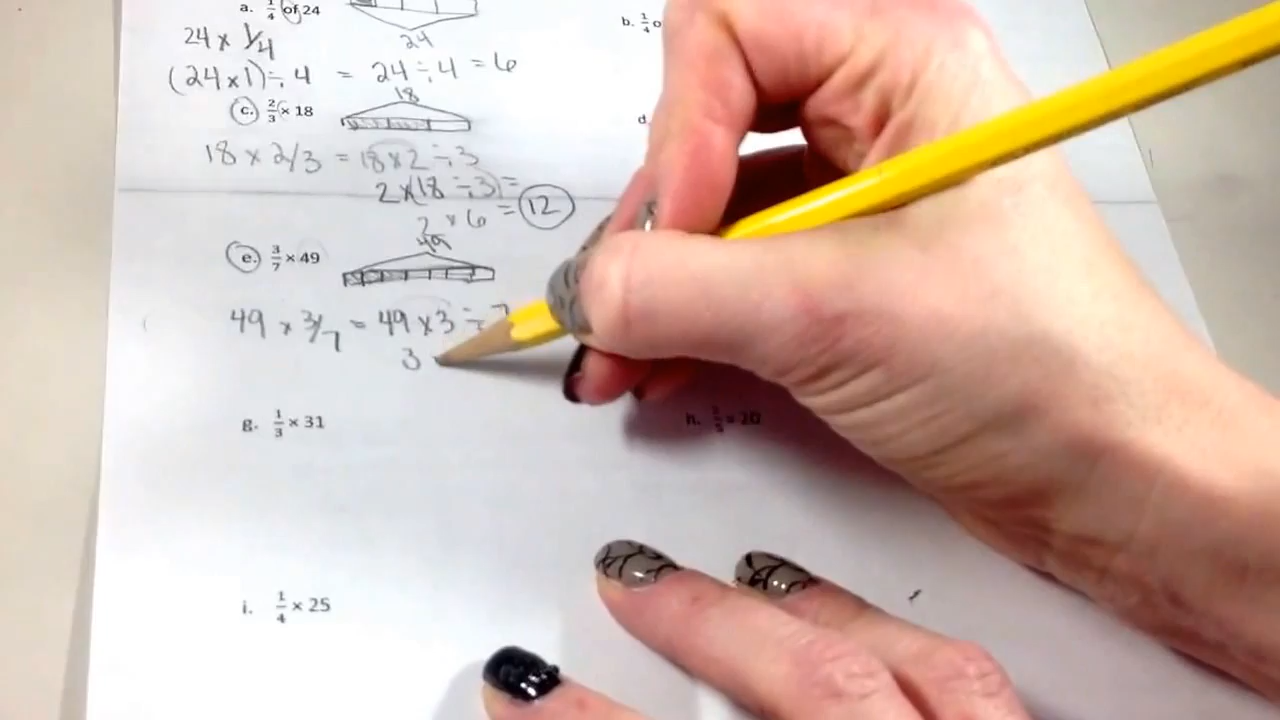 a. 1/4 of 24
24
b. 1/4 o
24 × 1/4
(24×1) ÷ 4 = 24 ÷ 4 = 6
18
c. 2/3 × 18
d.
18 × 2/3 = 18×2 ÷ 3
2×(18 ÷ 3) =
2 × 6 = 12
49
e. 3/7 × 49
49 × 3/7 = 49 × 3 ÷ 7
3
g. 1/3 × 31
h. = 20
i. 1/4 × 25